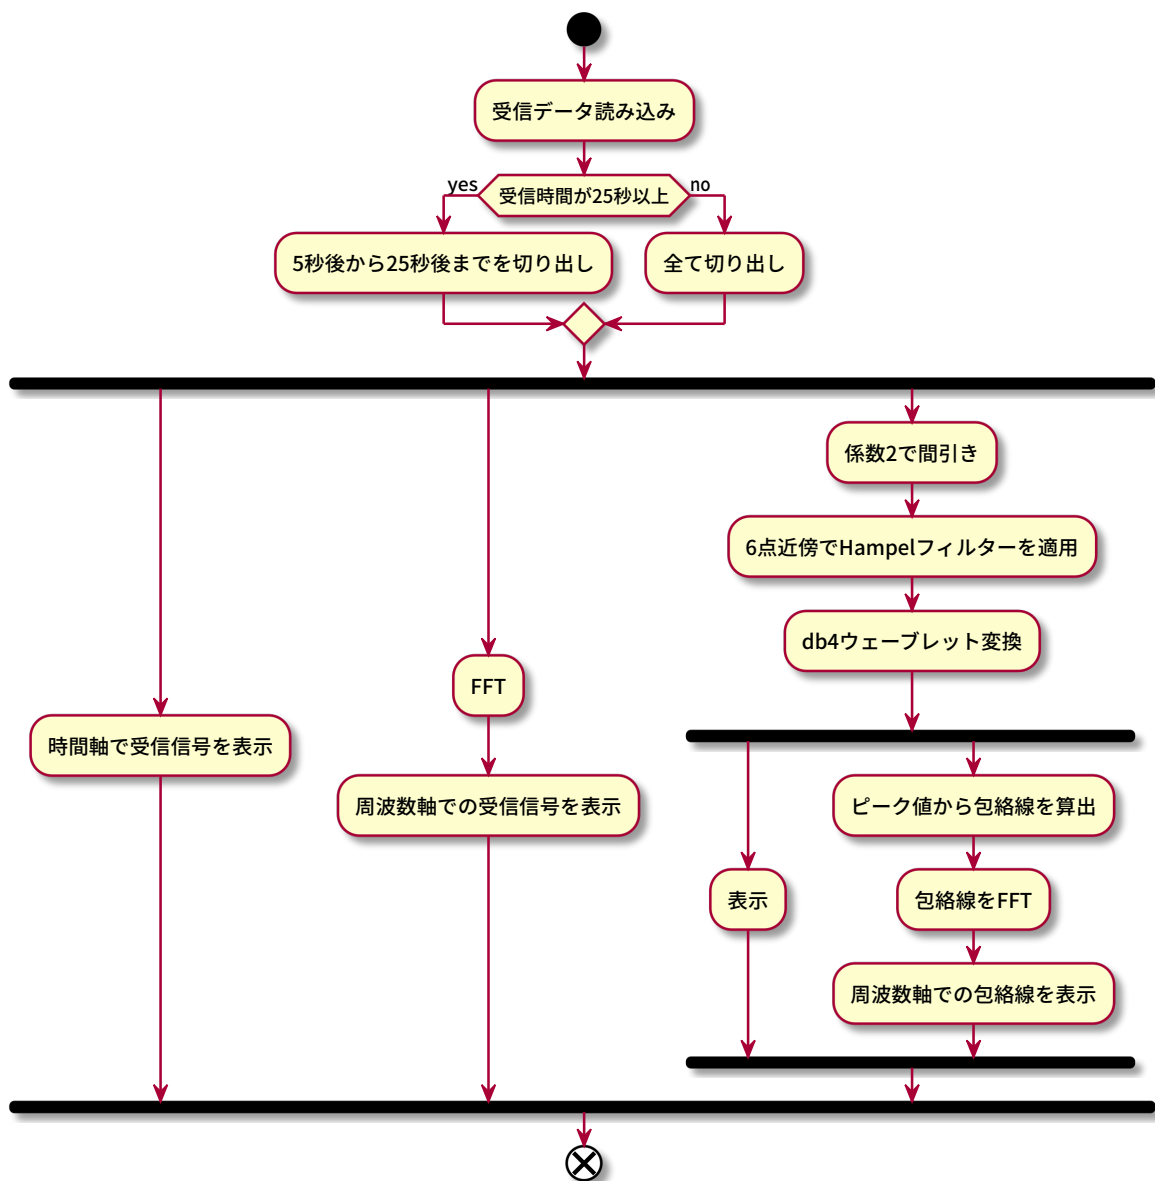 受信データ読み込み
yes
受信時間が25秒以上
no
5秒後から25秒後までを切り出し
全て切り出し
係数2で間引き
6点近傍でHampelフィルターを適用
db4ウェーブレット変換
FFT
時間軸で受信信号を表示
周波数軸での受信信号を表示
ピーク値から包絡線を算出
表示
包絡線をFFT
周波数軸での包絡線を表示